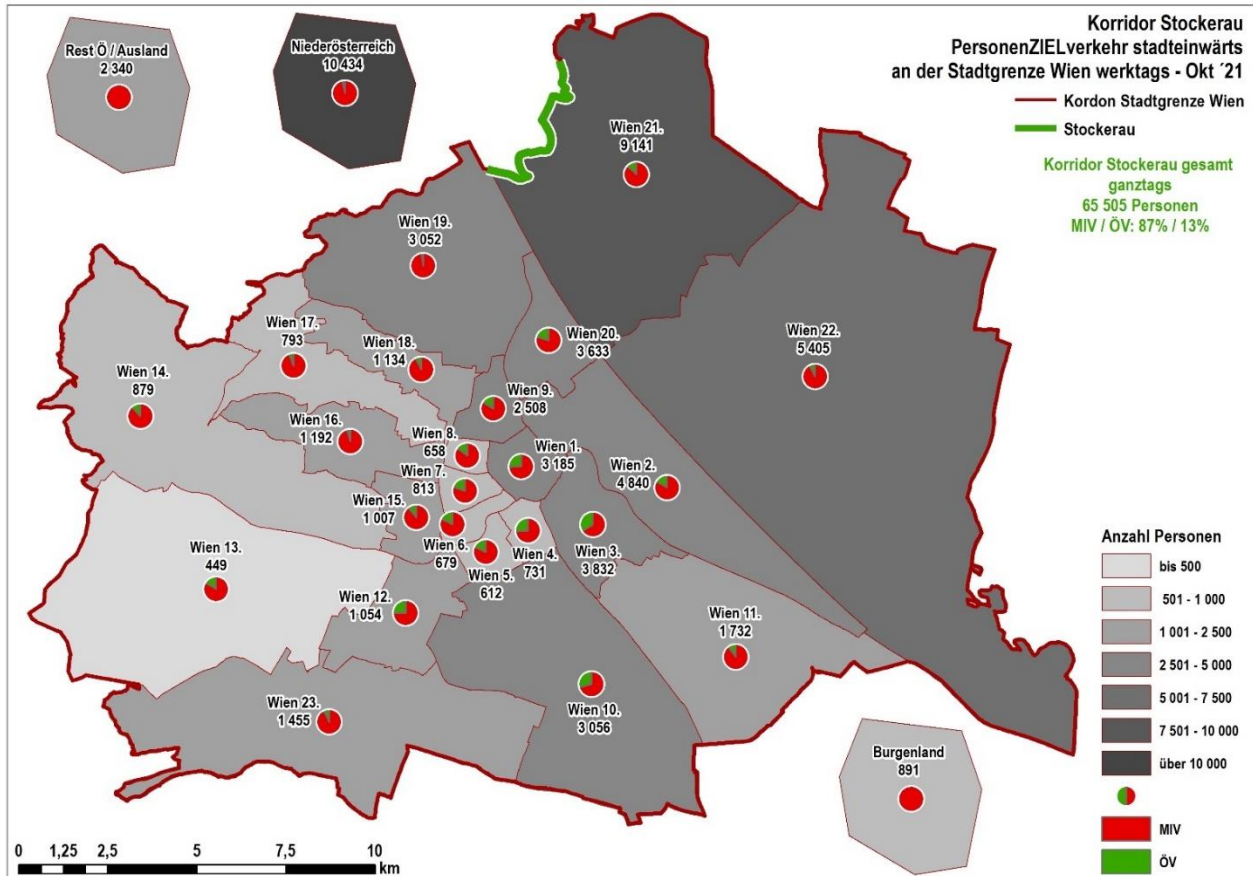 Korridor Stockerau
PersonenZIELverkehr stadteinwärts
an der Stadtgrenze Wien werktags - Okt ´21
Kordon Stadtgrenze Wien
Stockerau
Korridor Stockerau gesamt
ganztags
65 505 Personen
MIV / ÖV: 87% / 13%
Rest Ö / Ausland
2 340
Niederösterreich
10 434
Wien 21.
9 141
Wien 19.
3 052
Wien 17.
793
Wien 18.
1 134
Wien 20.
3 633
Wien 22.
5 405
Wien 14.
879
Wien 9.
2 508
Wien 16.
1 192
Wien 8.
658
Wien 1.
3 185
Wien 2.
4 840
Wien 7.
813
Wien 15.
1 007
Wien 6.
679
Wien 5.
612
Wien 4.
731
Wien 3.
3 832
Wien 13.
449
Wien 12.
1 054
Wien 11.
1 732
Wien 23.
1 455
Wien 10.
3 056
Burgenland
891
Anzahl Personen
bis 500
501 - 1 000
1 001 - 2 500
2 501 - 5 000
5 001 - 7 500
7 501 - 10 000
über 10 000
MIV
ÖV
0 1,25 2,5 5 7,5 10
km